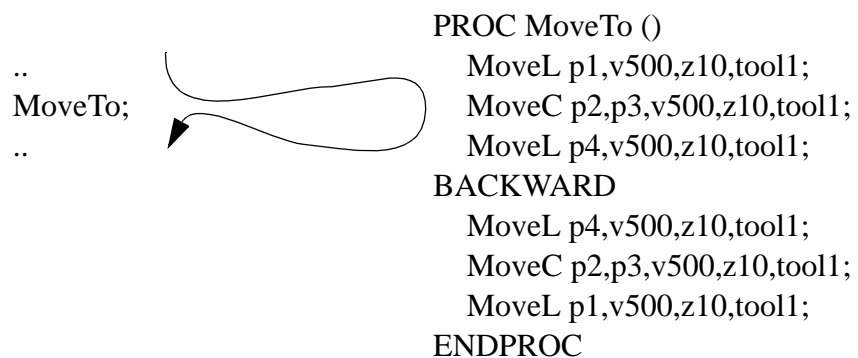 ..
MoveTo;
..
PROC MoveTo ()
MoveL p1,v500,z10,tool1;
MoveC p2,p3,v500,z10,tool1;
MoveL p4,v500,z10,tool1;
BACKWARD
MoveL p4,v500,z10,tool1;
MoveC p2,p3,v500,z10,tool1;
MoveL p1,v500,z10,tool1;
ENDPROC